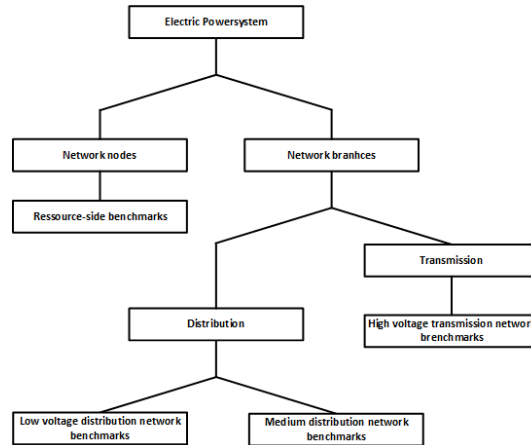 Electric Powersystem
Network nodes
Network branhces
Ressource-side benchmarks
Transmission
Distribution
High voltage transmission network
brenchmarks
Low voltage distribution network
benchmarks
Medium distribution network
benchmarks